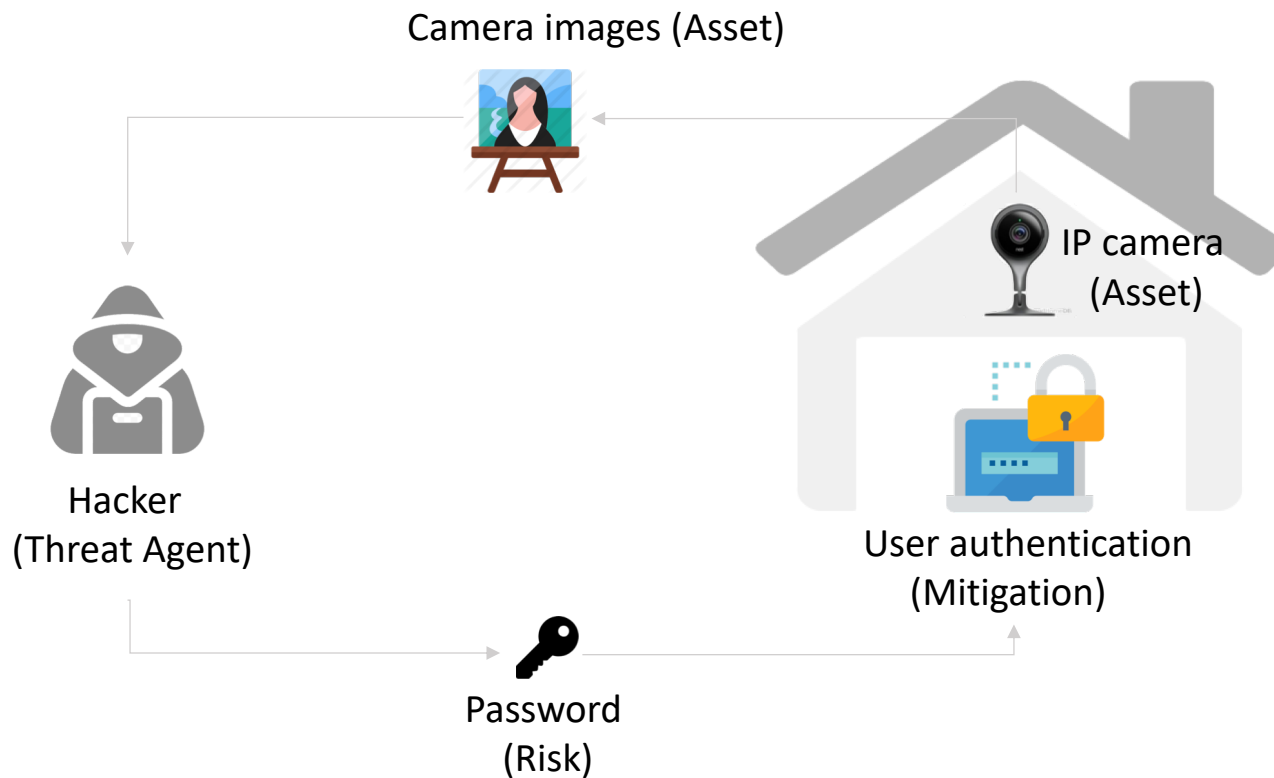 Camera images (Asset)
IP camera
(Asset)
Hacker
(Threat Agent)
User authentication
(Mitigation)
Password
(Risk)